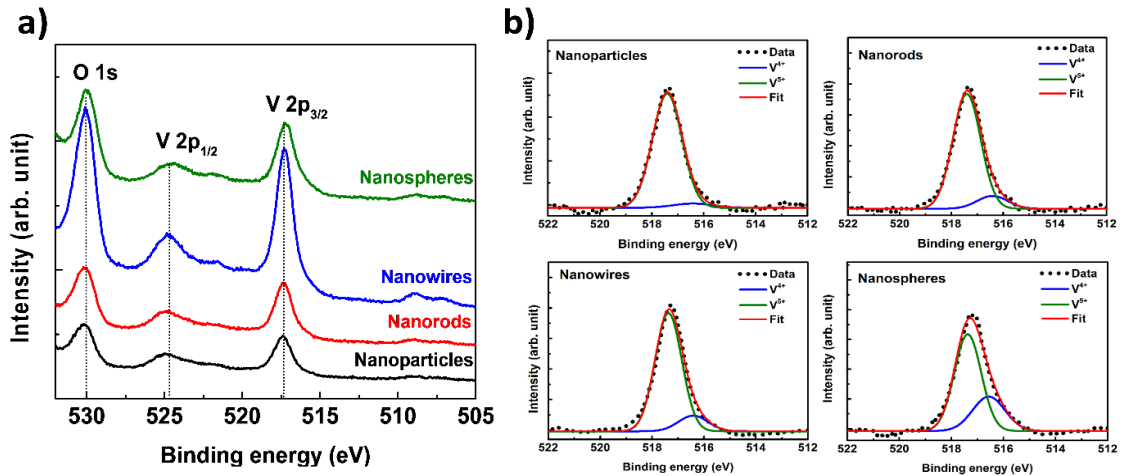 a)
O 1s
V 2p1/2
V 2p3/2
Nanospheres
Nanowires
Nanorods
Nanoparticles
Intensity (arb. unit)
530 525 520 515 510 505
Binding energy (eV)
b)
Nanoparticles
Data
V4+
V5+
Fit
Intensity (arb. unit)
522 520 518 516 514 512
Binding energy (eV)
Nanorods
Data
V4+
V5+
Fit
Intensity (arb. unit)
522 520 518 516 514 512
Binding energy (eV)
Nanowires
Data
V4+
V5+
Fit
Intensity (arb. unit)
522 520 518 516 514 512
Binding energy (eV)
Nanospheres
Data
V4+
V5+
Fit
Intensity (arb. unit)
522 520 518 516 514 512
Binding energy (eV)